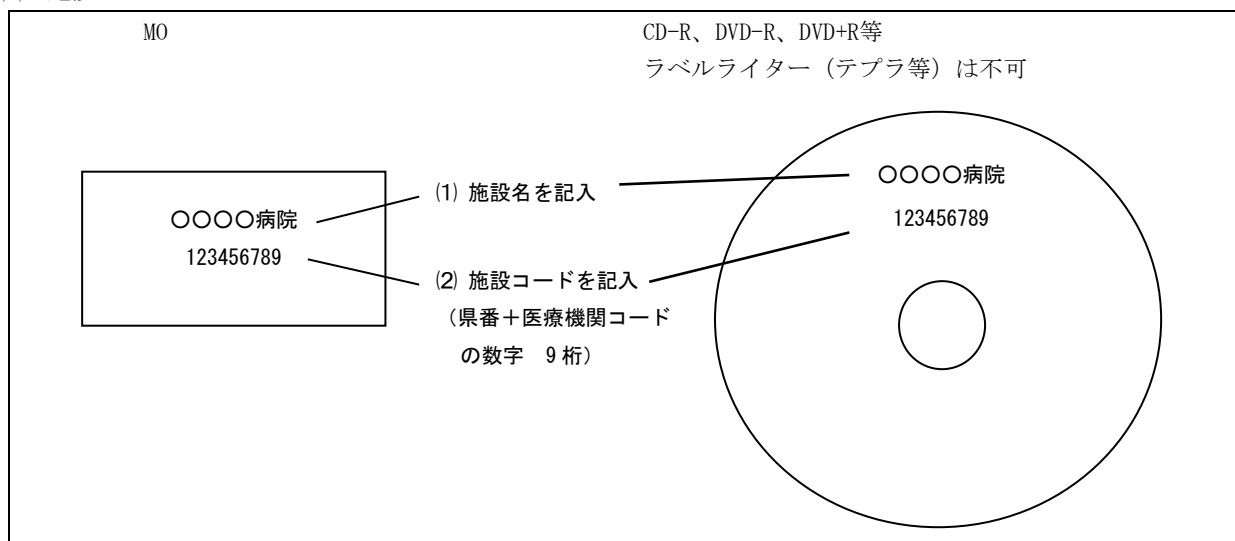 MO
CD-R、DVD-R、DVD+R等
ラベルライター（テプラ等）は不可
○○○○病院
123456789
⑴ 施設名を記入
⑵ 施設コードを記入
（県番＋医療機関コード
の数字　9桁）
○○○○病院
123456789